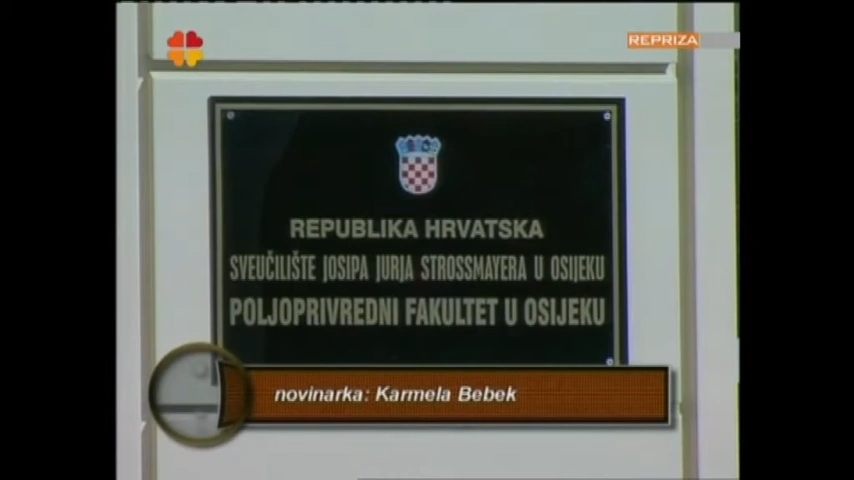 REPRIZA
REPUBLIKA HRVATSKA
SVEUČILIŠTE JOSIPA JURJA STROSSMAYERA U OSIJEKU
POLJOPRIVREDNI FAKULTET U OSIJEKU
novinarka: Karmela Bebek